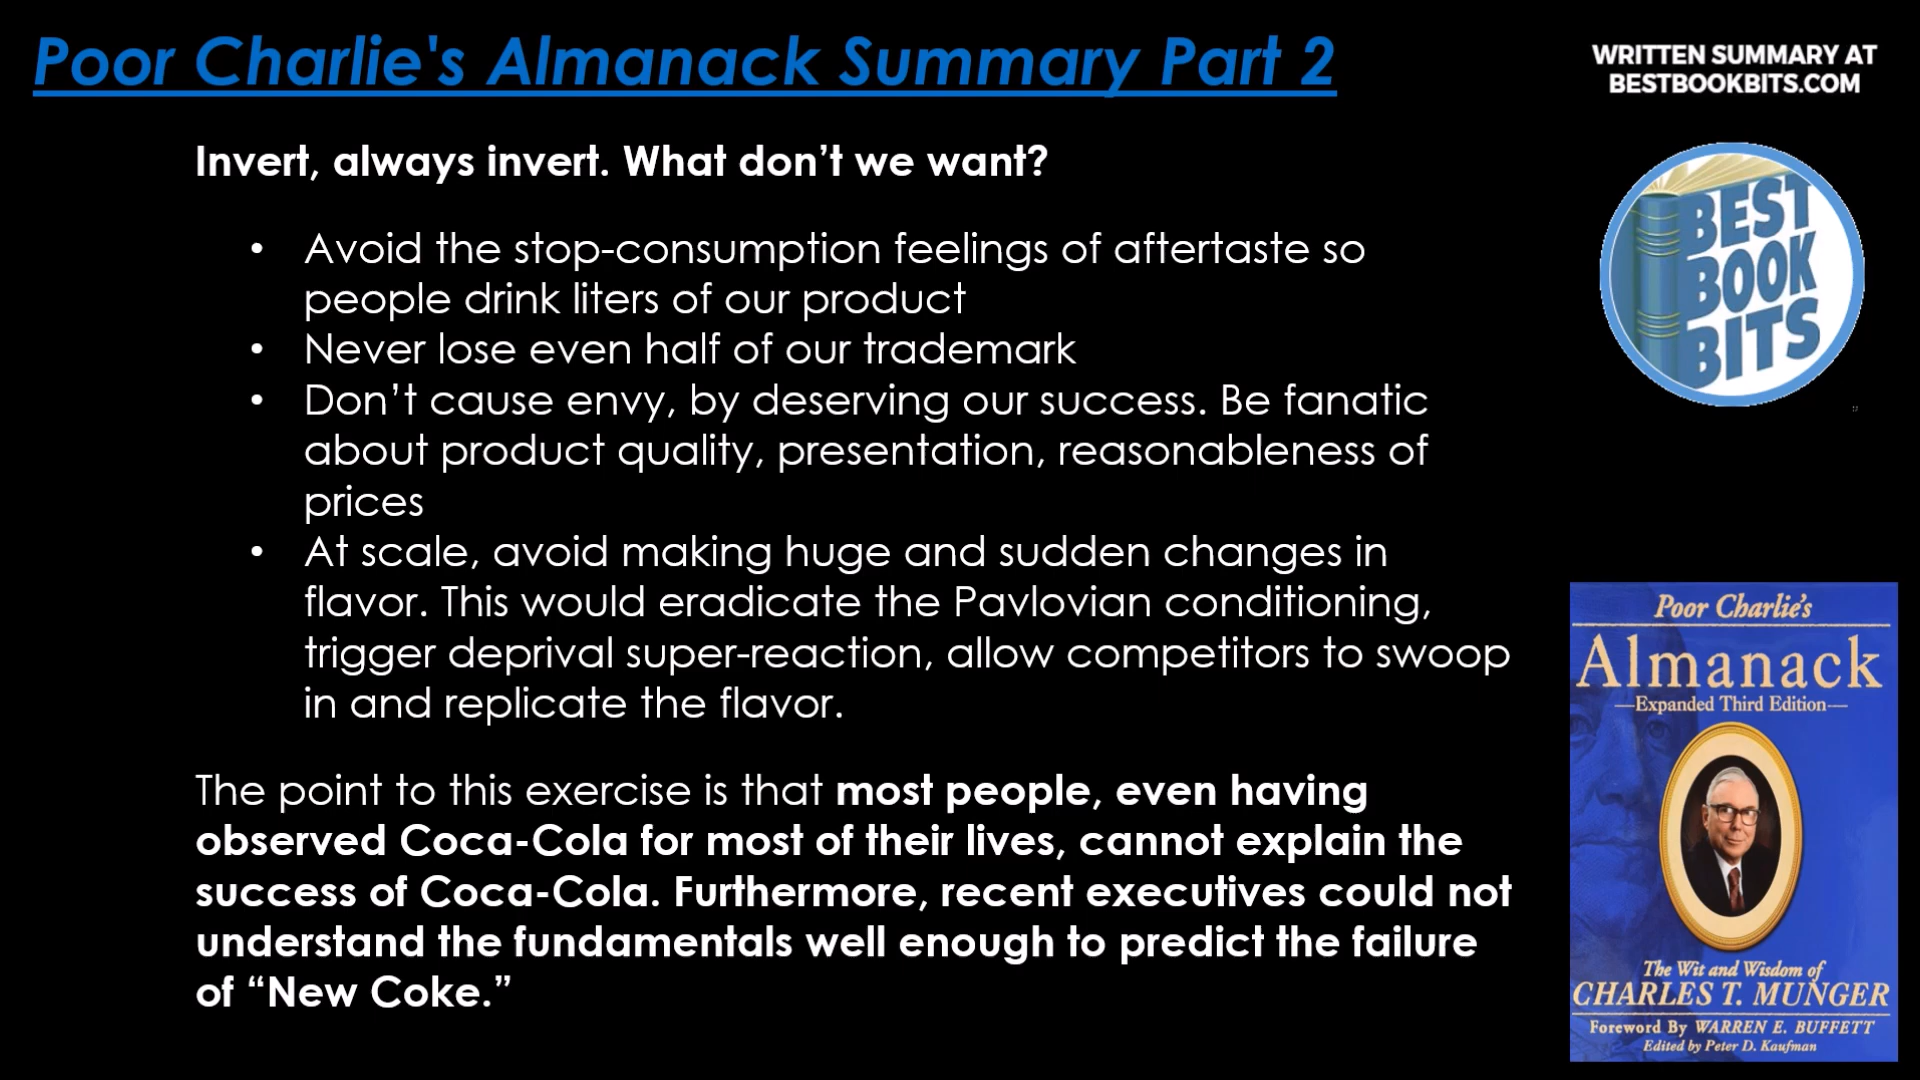 Poor Charlie's Almanack Summary Part 2
WRITTEN SUMMARY AT
BESTBOOKBITS.COM
Invert, always invert. What don’t we want?
• Avoid the stop-consumption feelings of aftertaste so
people drink liters of our product
• Never lose even half of our trademark
• Don’t cause envy, by deserving our success. Be fanatic
about product quality, presentation, reasonableness of
prices
• At scale, avoid making huge and sudden changes in
flavor. This would eradicate the Pavlovian conditioning,
trigger deprival super-reaction, allow competitors to swoop
in and replicate the flavor.
The point to this exercise is that most people, even having
observed Coca-Cola for most of their lives, cannot explain the
success of Coca-Cola. Furthermore, recent executives could not
understand the fundamentals well enough to predict the failure
of “New Coke.”
BEST
BOOK
BITS
Poor Charlie's
Almanack
—Expanded Third Edition—
The Wit and Wisdom of
CHARLES T. MUNGER
Foreword By WARREN E. BUFFETT
Edited by Peter D. Kaufman